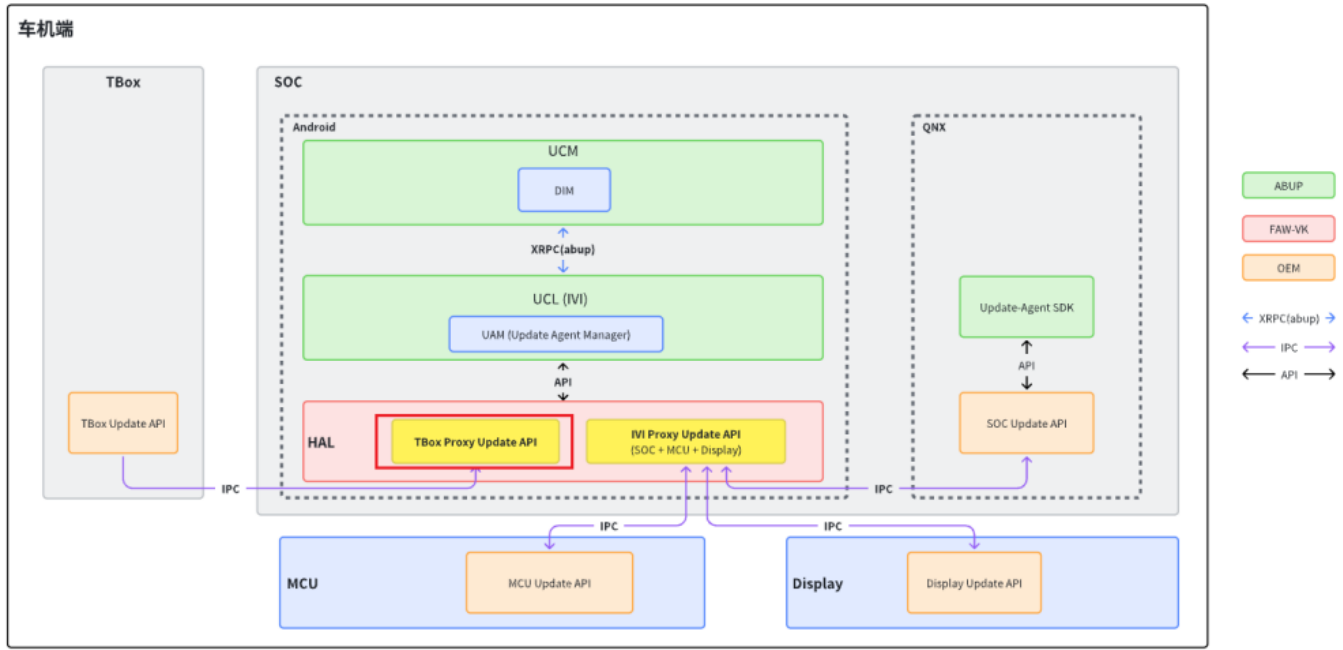 车机端
TBox
SOC
Android
QNX
UCM
DIM
XRPC(abup)
UCL (IVI)
UAM (Update Agent Manager)
API
HAL
TBox Proxy Update API
IVI Proxy Update API
(SOC + MCU + Display)
TBox Update API
IPC
Update-Agent SDK
API
SOC Update API
IPC
IPC
IPC
MCU
MCU Update API
Display
Display Update API
ABUP
FAW-VK
OEM
XRPC(abup)
IPC
API